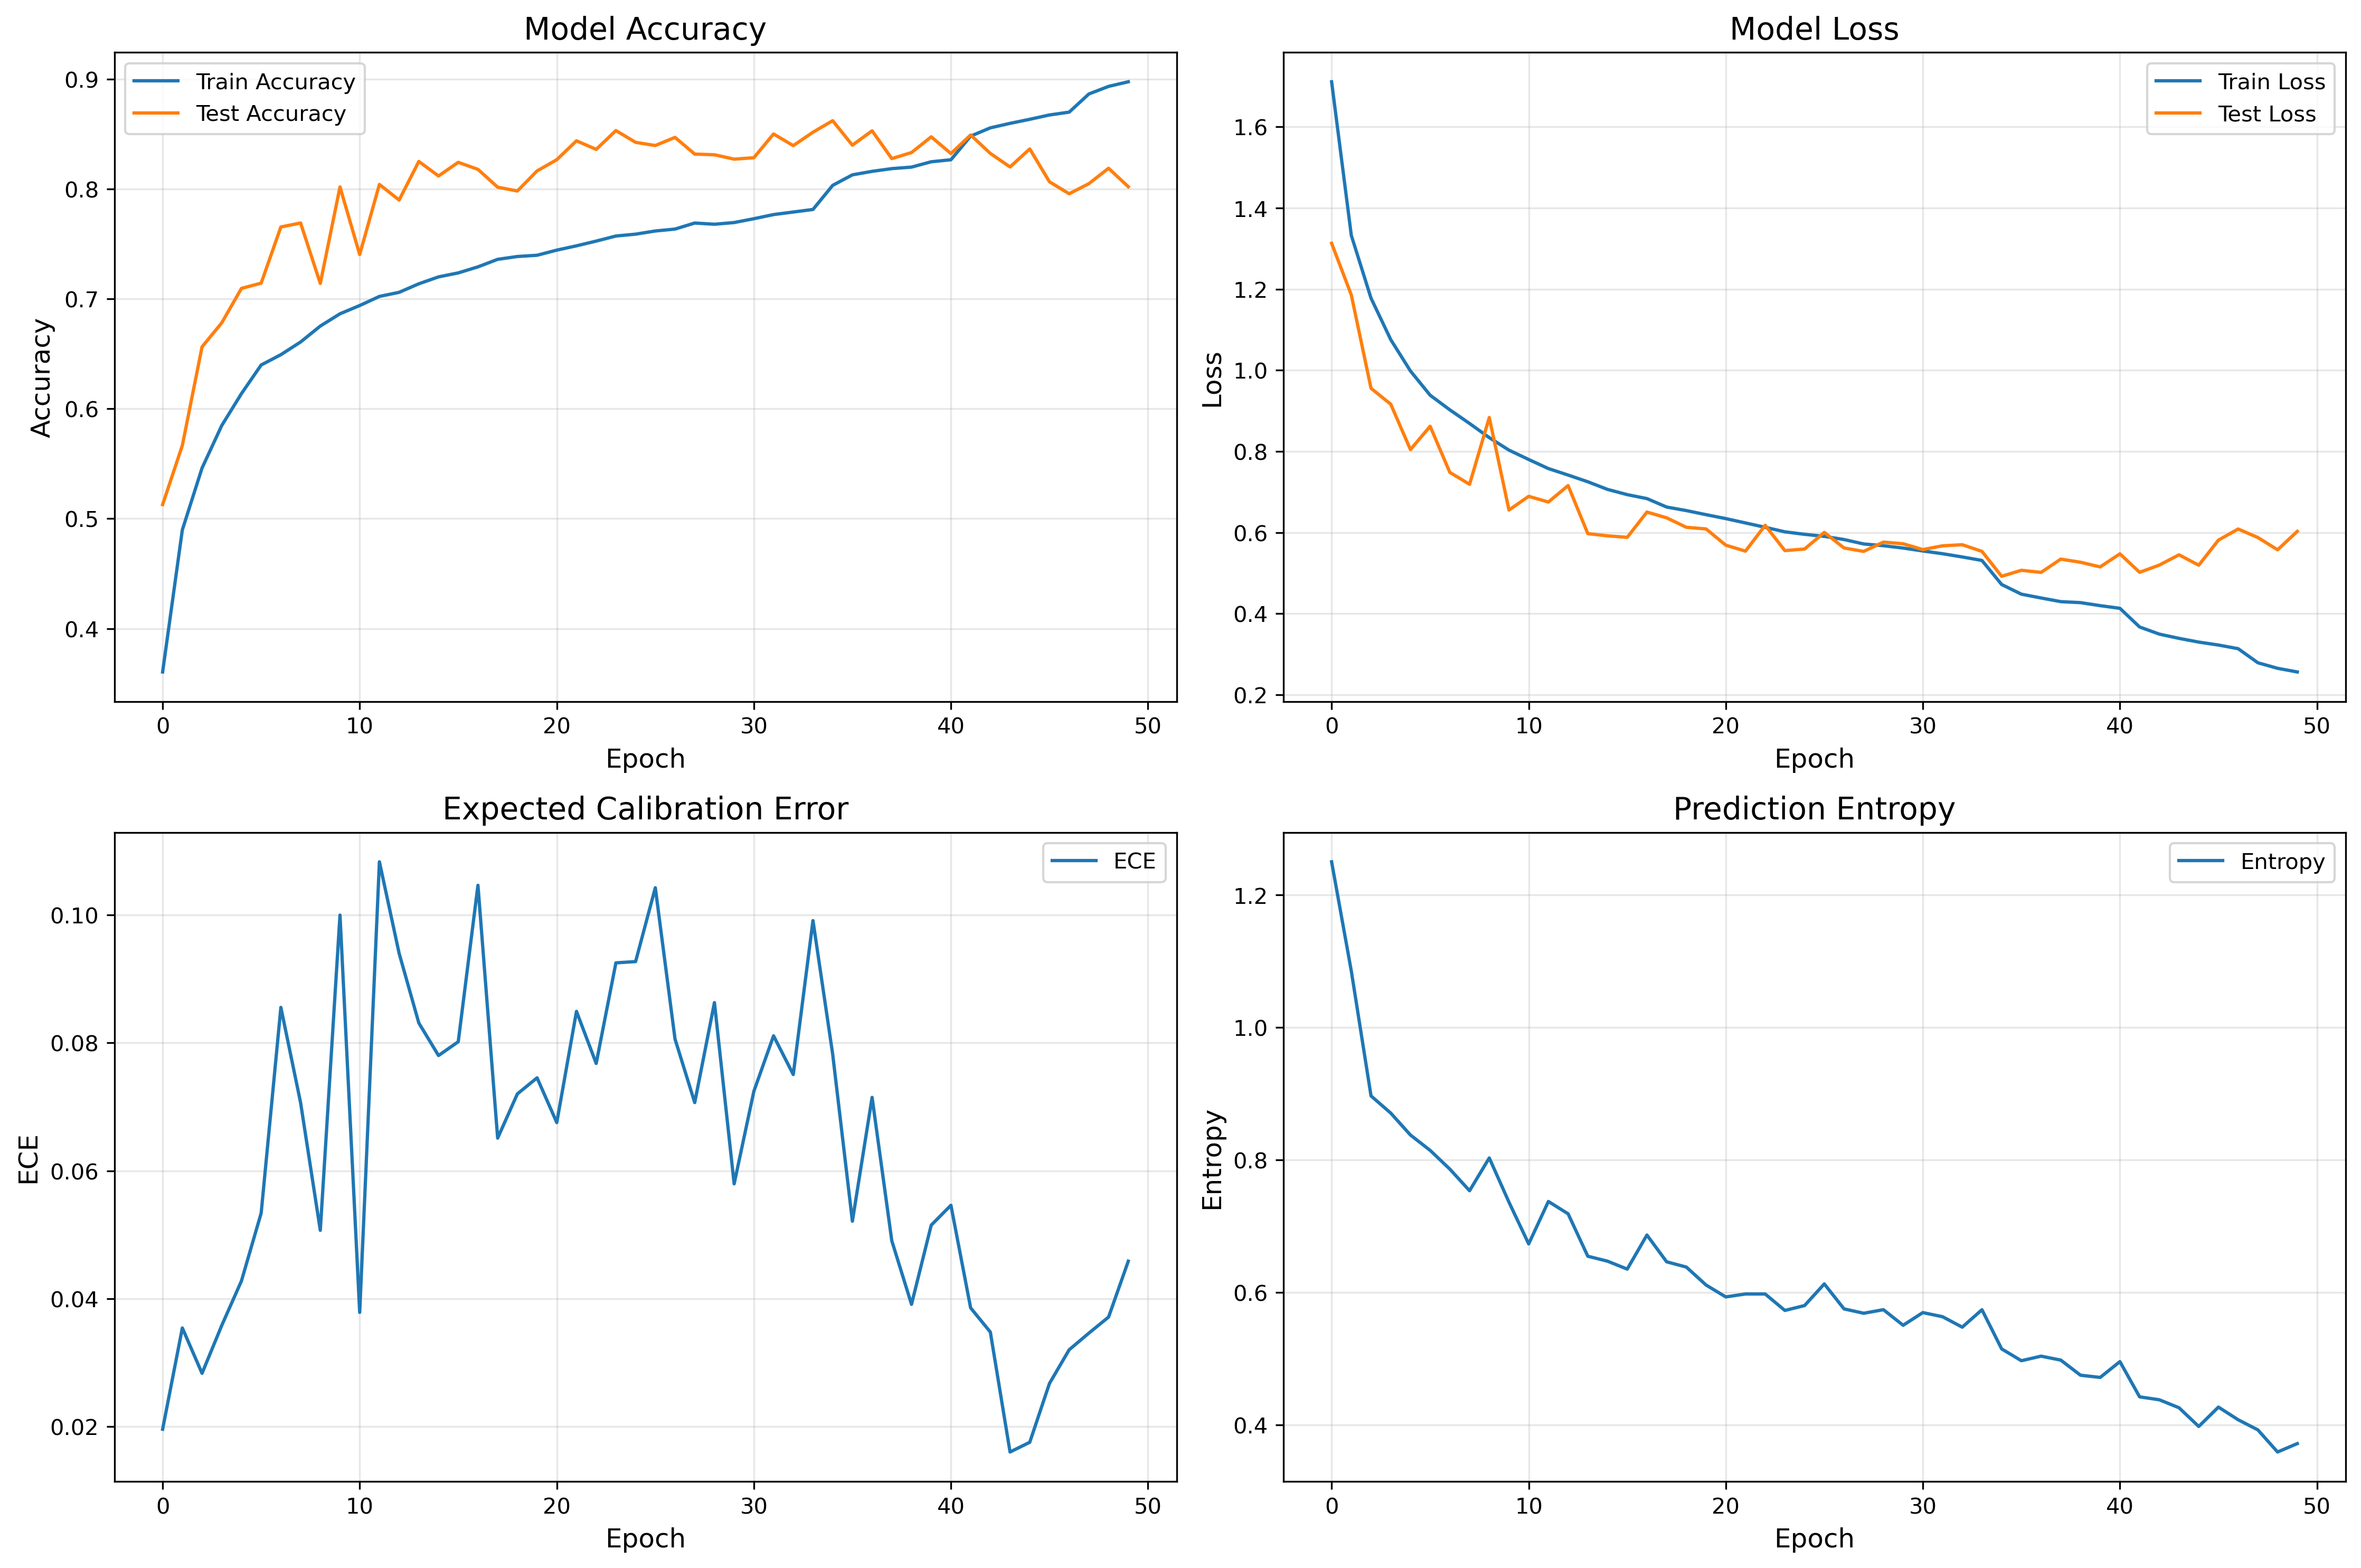 Model Accuracy
Train Accuracy
Test Accuracy
0.9
0.8
0.7
0.6
0.5
0.4
Accuracy
0
10
20
30
40
50
Epoch
Model Loss
Train Loss
Test Loss
1.6
1.4
1.2
1.0
0.8
0.6
0.4
0.2
Loss
0
10
20
30
40
50
Epoch
Expected Calibration Error
ECE
0.10
0.08
0.06
0.04
0.02
ECE
0
10
20
30
40
50
Epoch
Prediction Entropy
Entropy
1.2
1.0
0.8
0.6
0.4
Entropy
0
10
20
30
40
50
Epoch